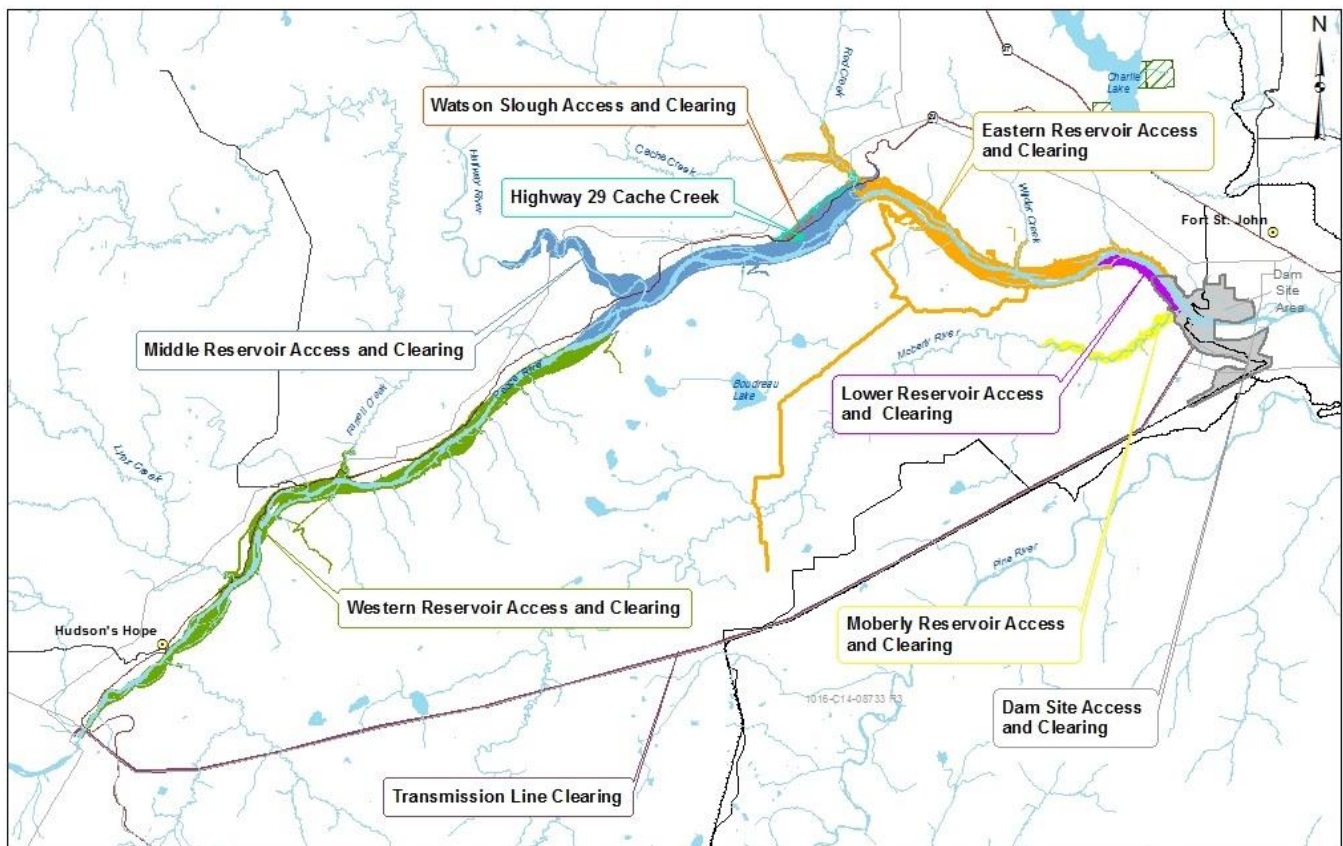 N
Red Creek
Charlie
Lake
Watson Slough Access and Clearing
Eastern Reservoir Access
and Clearing
Cache Creek
Halfway River
Highway 29 Cache Creek
Wilder Creek
Fort St. John
Dam
Site
Area
Middle Reservoir Access and Clearing
Moberly River
Peace River
Boudreau
Lake
Lower Reservoir Access
and Clearing
Farrell Creek
Lynx Creek
Pine River
Western Reservoir Access and Clearing
Hudson's Hope
Moberly Reservoir Access
and Clearing
1016-C14-08733 R3
Dam Site Access
and Clearing
Transmission Line Clearing